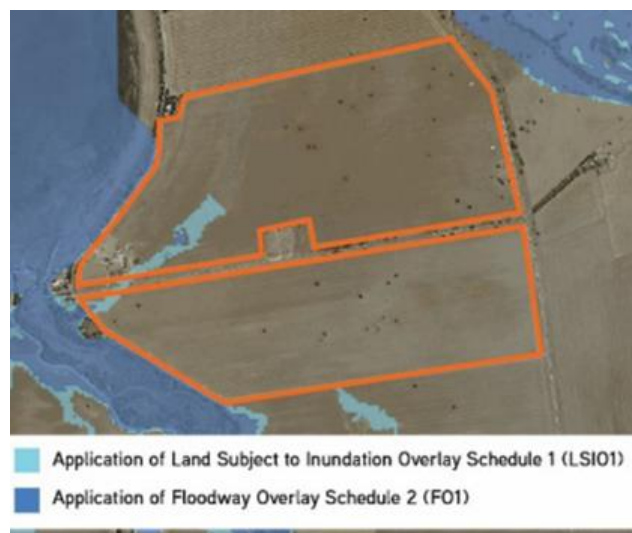 Application of Land Subject to Inundation Overlay Schedule 1 (LSIO1)
Application of Floodway Overlay Schedule 2 (FO1)